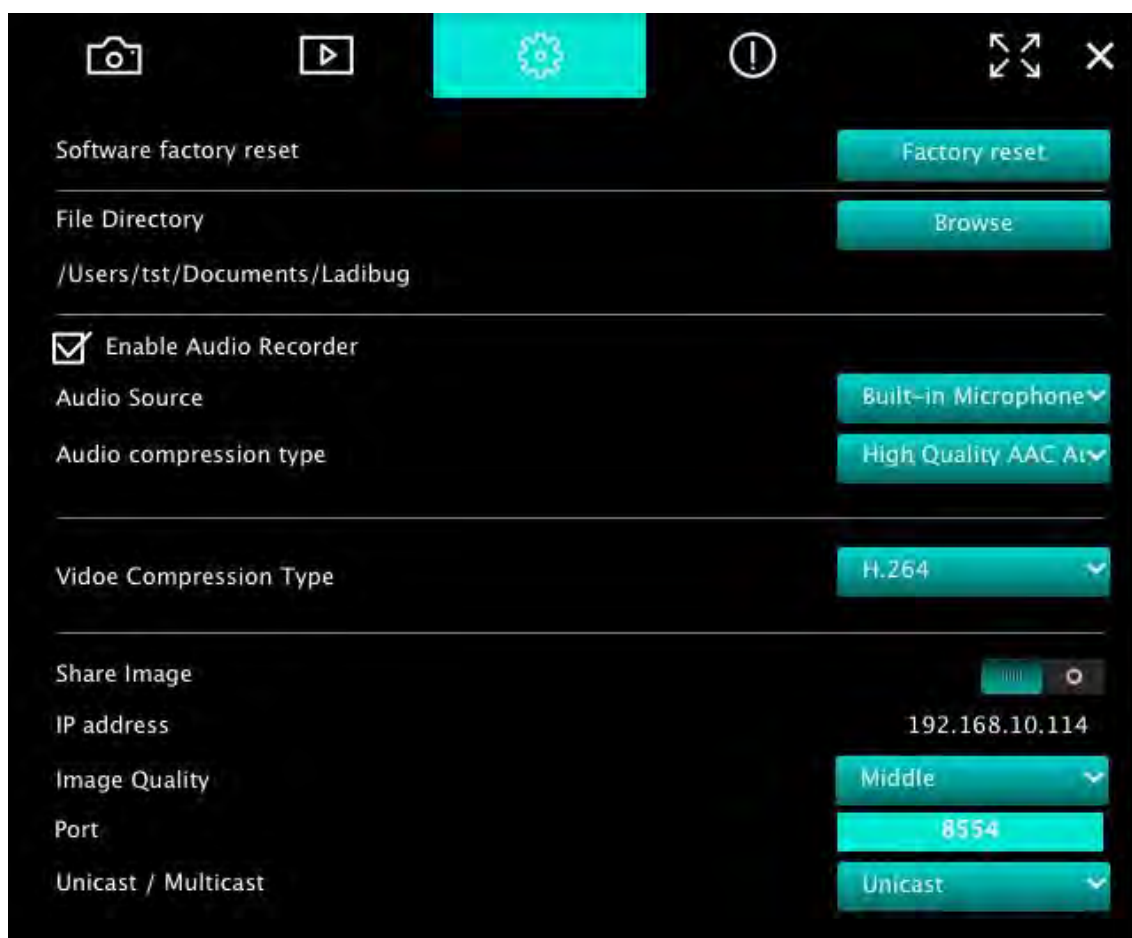 Software factory reset Factory reset
File Directory Browse
/Users/tst/Documents/Ladibug
Enable Audio Recorder
Audio Source Built-in Microphone
Audio compression type High Quality AAC
Vidoe Compression Type H.264
Share Image
IP address 192.168.10.114
Image Quality Middle
Port 8554
Unicast / Multicast Unicast